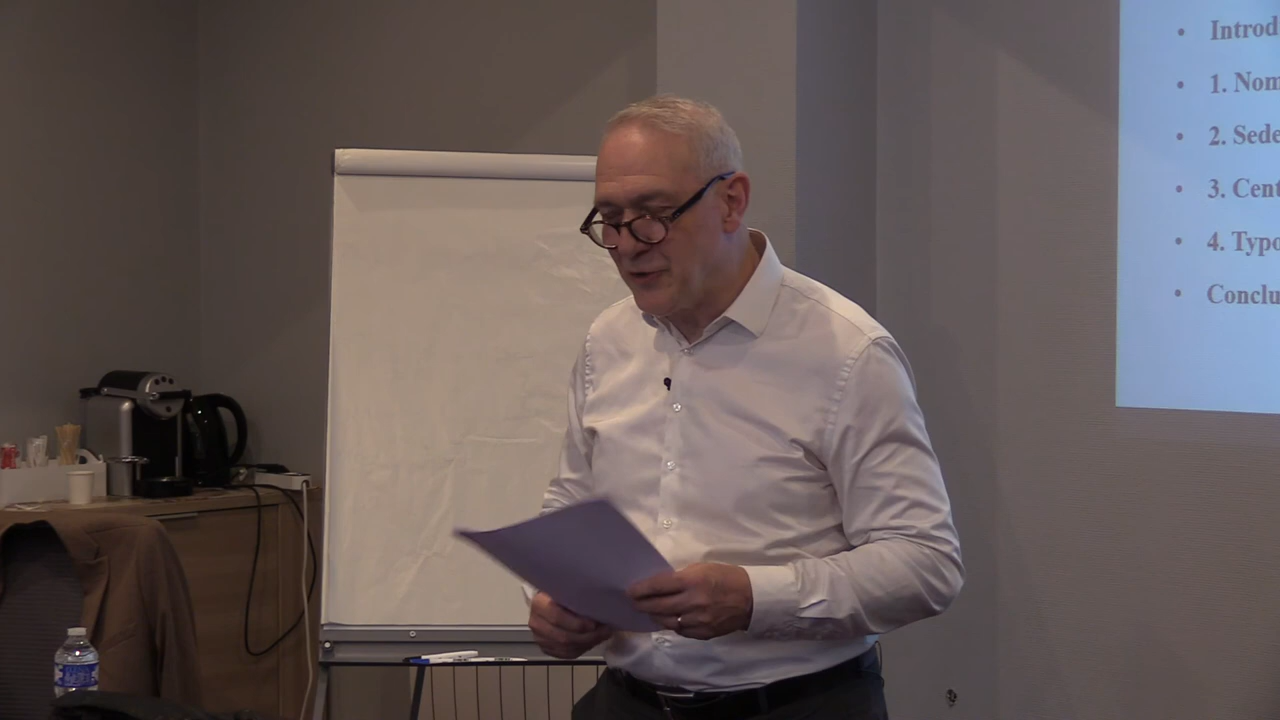 • Introd
• 1. Nom
• 2. Sede
• 3. Cent
• 4. Typo
• Conclu